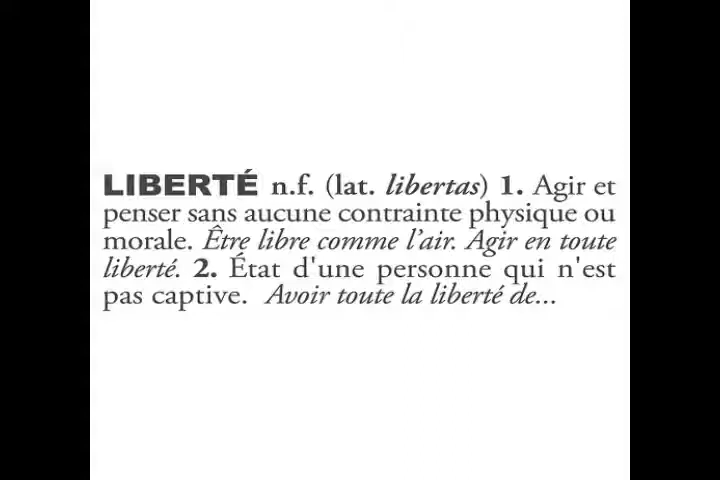 LIBERTÉ n.f. (lat. libertas) 1. Agir et
penser sans aucune contrainte physique ou
morale. Être libre comme l'air. Agir en toute
liberté. 2. État d'une personne qui n'est
pas captive. Avoir toute la liberté de...